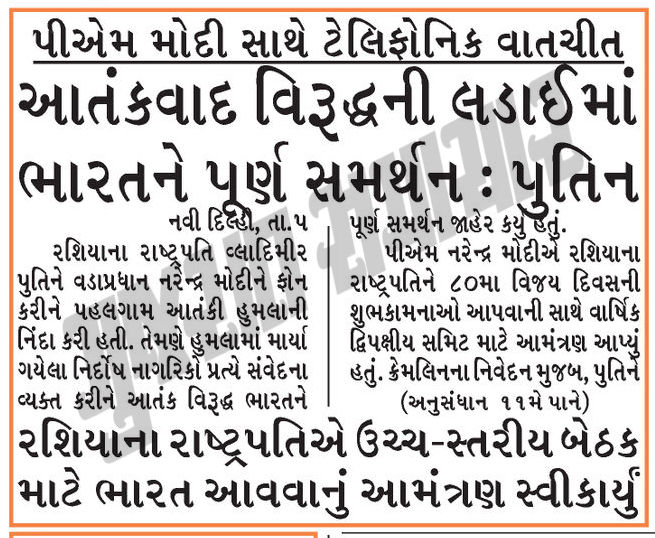 પીએમ મોદી સાથે ટેલિફોનિક વાતચીત
આતંકવાદ વિરૂદ્ધની લડાઈમાં
ભારતને પૂર્ણ સમર્થન : પુતિન
નવી દિલ્હી, તા.૫
રશિયાના રાષ્ટ્રપતિ વ્લાદિમીર
પુતિને વડાપ્રધાન નરેન્દ્ર મોદીને ફોન
કરીને પહલગામ આતંકી હુમલાની
નિંદા કરી હતી. તેમણે હુમલામાં માર્યા
ગયેલા નિર્દોષ નાગરિકો પ્રત્યે સંવેદના
વ્યક્ત કરીને આતંક વિરૂદ્ધ ભારતને
પૂર્ણ સમર્થન જાહેર કર્યુ હતું.
પીએમ નરેન્દ્ર મોદીએ રશિયાના
રાષ્ટ્રપતિને ૮૦મા વિજય દિવસની
શુભકામનાઓ આપવાની સાથે વાર્ષિક
દ્વિપક્ષીય સમિટ માટે આમંત્રણ આપ્યું
હતું. ક્રેમલિનના નિવેદન મુજબ, પુતિને
(અનુસંધાન ૧૧મે પાને)
રશિયાના રાષ્ટ્રપતિએ ઉચ્ચ-સ્તરીય બેઠક
માટે ભારત આવવાનું આમંત્રણ સ્વીકાર્યું
ગુજરાત સમાચાર